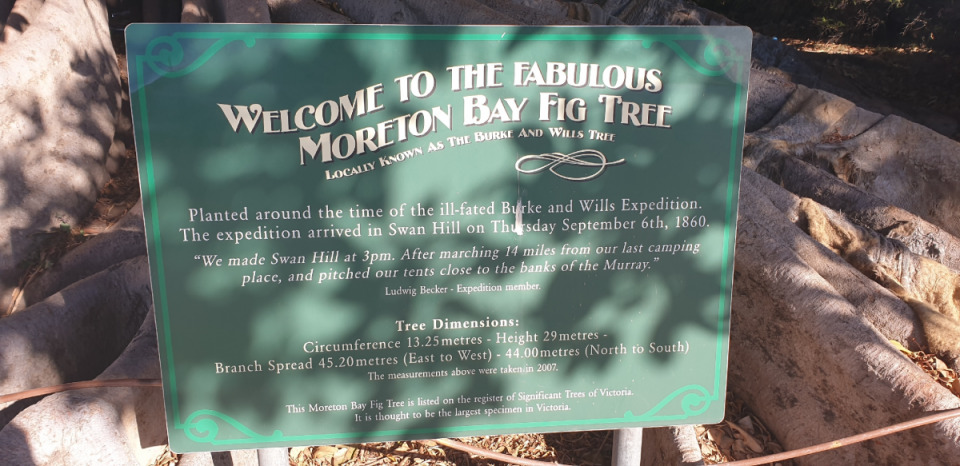 WELCOME TO THE FABULOUS
MORETON BAY FIG TREE
LOCALLY KNOWN AS THE BURKE AND WILLS TREE
Planted around the time of the ill-fated Burke and Wills Expedition.
The expedition arrived in Swan Hill on Thursday September 6th, 1860.
"We made Swan Hill at 3pm. After marching 14 miles from our last camping
place, and pitched our tents close to the banks of the Murray."
Ludwig Becker - Expedition member.
Tree Dimensions:
Circumference 13.25metres - Height 29metres -
Branch Spread 45.20metres (East to West) - 44.00metres (North to South)
The measurements above were taken in 2007.
This Moreton Bay Fig Tree is listed on the register of Significant Trees of Victoria.
It is thought to be the largest specimen in Victoria.